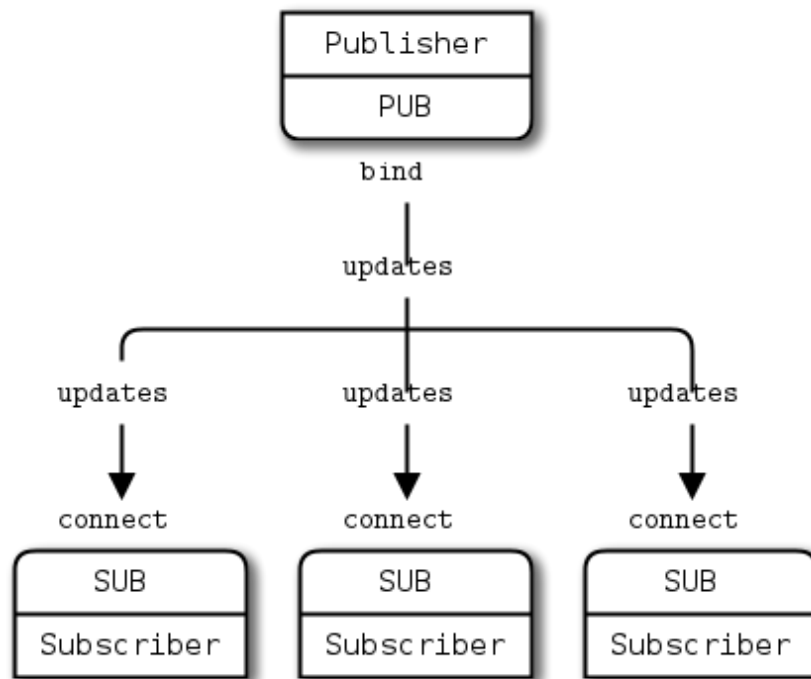 Publisher
PUB
bind
updates
updates updates updates
connect connect connect
SUB SUB SUB
Subscriber Subscriber Subscriber